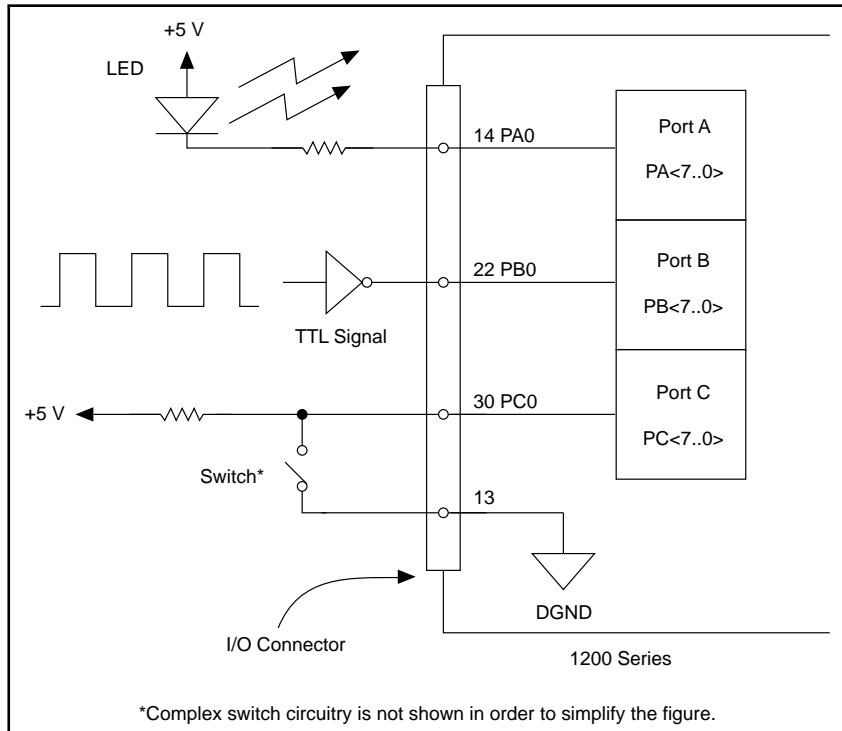 +5 V
LED
14 PA0
Port A
PA<7..0>
22 PB0
Port B
PB<7..0>
TTL Signal
+5 V
30 PC0
Port C
PC<7..0>
Switch*
13
DGND
I/O Connector
1200 Series
*Complex switch circuitry is not shown in order to simplify the figure.